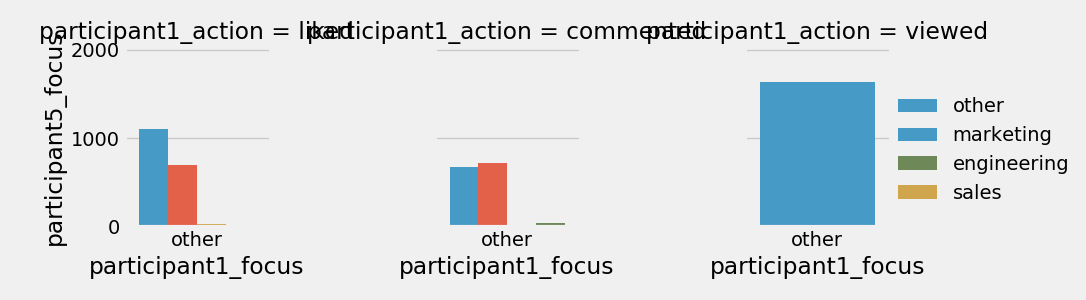 participant1_action = liked
participant1_action = commented
participant1_action = viewed
participant5_focus
2000
1000
0
other
other
other
participant1_focus
participant1_focus
participant1_focus
other
marketing
engineering
sales